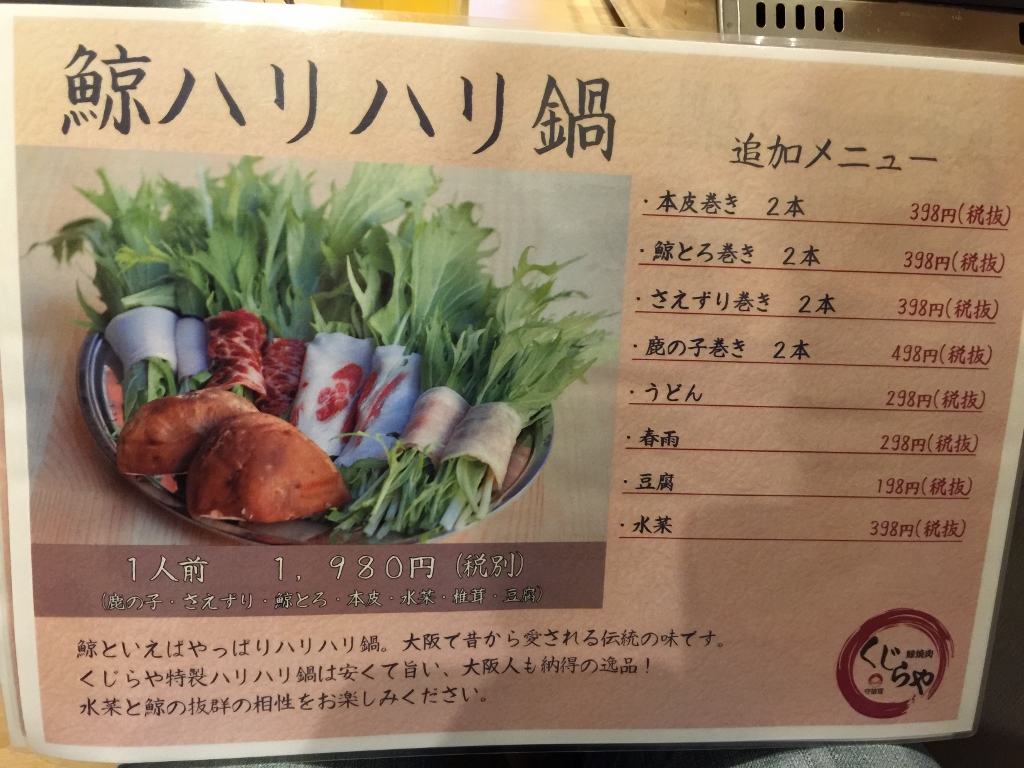 鯨ハリハリ鍋
追加メニュー
・本皮巻き　2本　398円(税抜)
・鯨とろ巻き　2本　398円(税抜)
・さえずり巻き　2本　398円(税抜)
・鹿の子巻き　2本　498円(税抜)
・うどん　298円(税抜)
・春雨　298円(税抜)
・豆腐　198円(税抜)
・水菜　398円(税抜)
1人前　1,980円(税別)
(鹿の子・さえずり・鯨とろ・本皮・水菜・椎茸・豆腐)
鯨といえばやっぱりハリハリ鍋。大阪で昔から愛される伝統の味です。
くじらや特製ハリハリ鍋は安くて旨い、大阪人も納得の逸品!
水菜と鯨の抜群の相性をお楽しみください。
鯨焼肉
くじらや